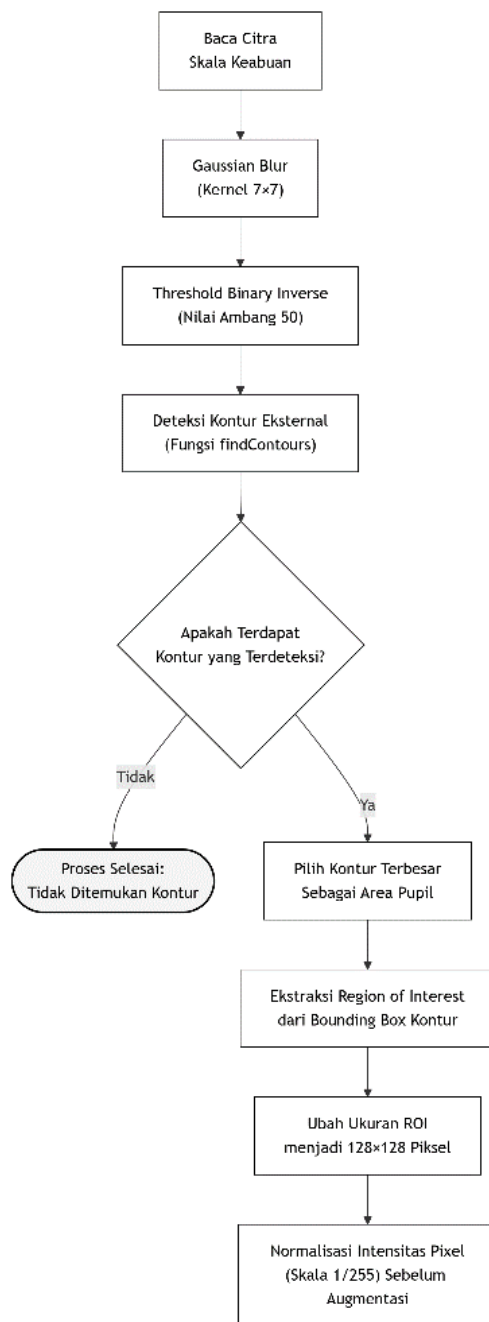 Baca Citra
Skala Keabuan
Gaussian Blur
(Kernel 7×7)
Threshold Binary Inverse
(Nilai Ambang 50)
Deteksi Kontur Eksternal
(Fungsi findContours)
Apakah Terdapat
Kontur yang Terdeteksi?
Tidak
Ya
Proses Selesai:
Tidak Ditemukan Kontur
Pilih Kontur Terbesar
Sebagai Area Pupil
Ekstraksi Region of Interest
dari Bounding Box Kontur
Ubah Ukuran ROI
menjadi 128×128 Piksel
Normalisasi Intensitas Pixel
(Skala 1/255) Sebelum
Augmentasi